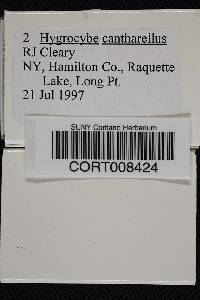 2 Hygrocybe cantharellus
RJ Cleary
NY, Hamilton Co., Raquette
Lake, Long Pt.
21 Jul 1997
SUNY Cortland Herbarium
CORT008424